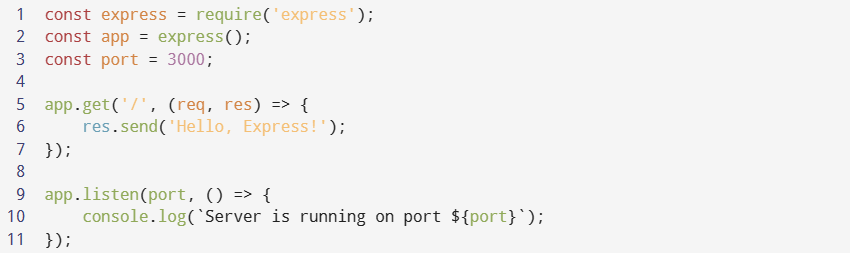 1 const express = require('express');
2 const app = express();
3 const port = 3000;
4
5 app.get('/', (req, res) => {
6     res.send('Hello, Express!');
7 });
8
9 app.listen(port, () => {
10     console.log(`Server is running on port ${port}`);
11 });